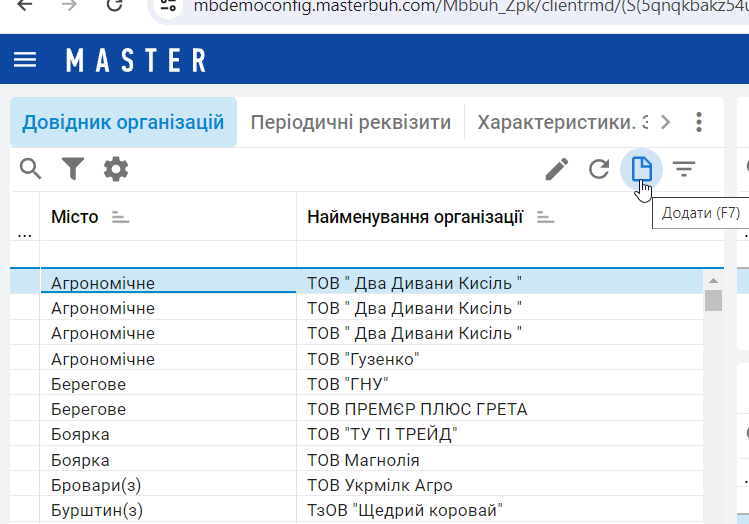 mbdemoconfig.masterbuh.com/Mbbuh_Zpk/clientrmd/(S(5qnqkbakz54u
MASTER
Довідник організацій Періодичні реквізити Характеристики. З
Додати (F7)
... Місто Найменування організації
Агрономічне ТОВ " Два Дивани Кисіль "
Агрономічне ТОВ " Два Дивани Кисіль "
Агрономічне ТОВ " Два Дивани Кисіль "
Агрономічне ТОВ "Гузенко"
Берегове ТОВ "ГНУ"
Берегове ТОВ ПРЕМЄР ПЛЮС ГРЕТА
Боярка ТОВ "ТУ ТІ ТРЕЙД"
Боярка ТОВ Магнолія
Бровари(з) ТОВ Укрмілк Агро
Бурштин(з) ТзОВ "Щедрий коровай"